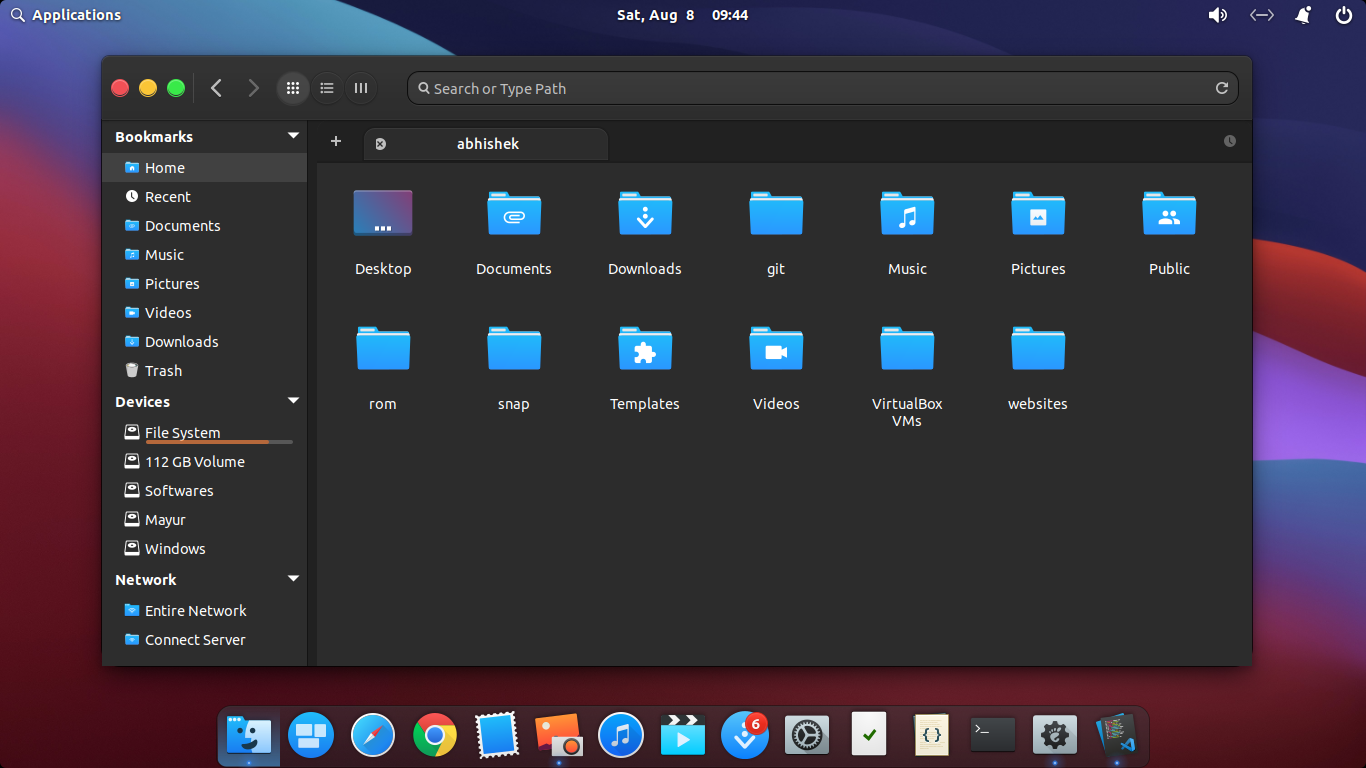 Applications
Sat, Aug 8 09:44
Search or Type Path
Bookmarks
Home
Recent
Documents
Music
Pictures
Videos
Downloads
Trash
Devices
File System
112 GB Volume
Softwares
Mayur
Windows
Network
Entire Network
Connect Server
abhishek
Desktop
Documents
Downloads
git
Music
Pictures
Public
rom
snap
Templates
Videos
VirtualBox
VMs
websites
6